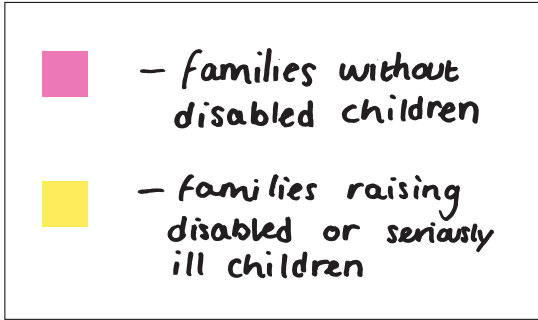 – families without
disabled children
– families raising
disabled or seriously
ill children